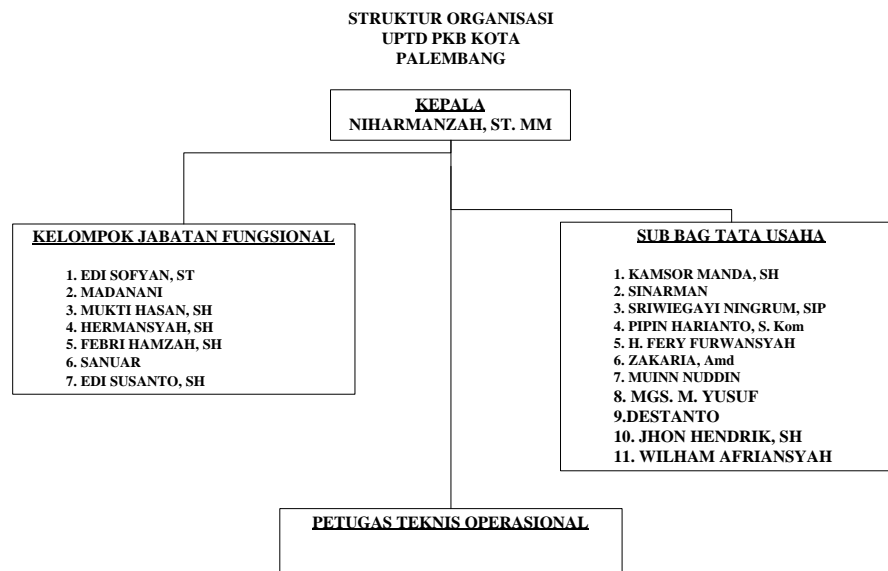 STRUKTUR ORGANISASI
UPTD PKB KOTA
PALEMBANG
KEPALA
NIHARMANZAH, ST. MM
KELOMPOK JABATAN FUNGSIONAL
1. EDI SOFYAN, ST
2. MADANANI
3. MUKTI HASAN, SH
4. HERMANSYAH, SH
5. FEBRI HAMZAH, SH
6. SANUAR
7. EDI SUSANTO, SH
SUB BAG TATA USAHA
1. KAMSOR MANDA, SH
2. SINARMAN
3. SRIWIEGAYI NINGRUM, SIP
4. PIPIN HARIANTO, S. Kom
5. H. FERY FURWANSYAH
6. ZAKARIA, Amd
7. MUINN NUDDIN
8. MGS. M. YUSUF
9.DESTANTO
10. JHON HENDRIK, SH
11. WILHAM AFRIANSYAH
PETUGAS TEKNIS OPERASIONAL